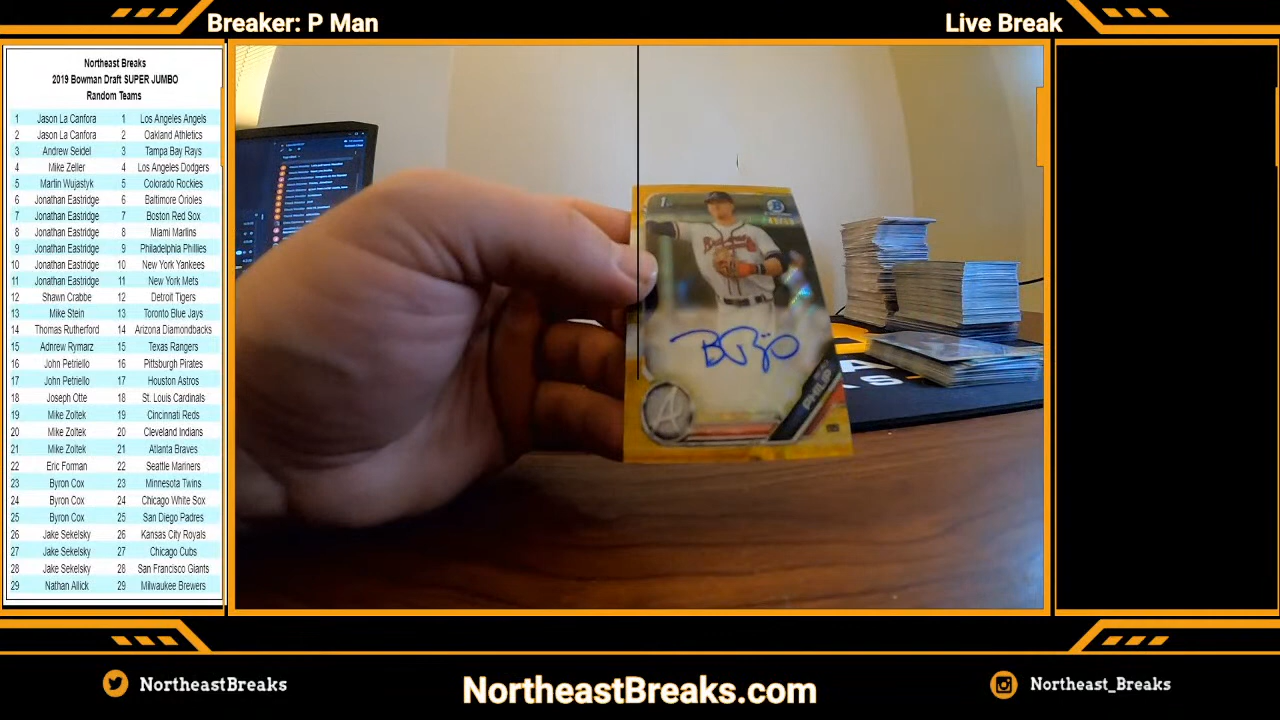 Breaker: P Man
Live Break
Northeast Breaks
2019 Bowman Draft SUPER JUMBO
Random Teams
1 Jason La Canfora 1 Los Angeles Angels
2 Jason La Canfora 2 Oakland Athletics
3 Andrew Seidel 3 Tampa Bay Rays
4 Mike Zeller 4 Los Angeles Dodgers
5 Martin Wujastyk 5 Colorado Rockies
6 Jonathan Eastridge 6 Baltimore Orioles
7 Jonathan Eastridge 7 Boston Red Sox
8 Jonathan Eastridge 8 Miami Marlins
9 Jonathan Eastridge 9 Philadelphia Phillies
10 Jonathan Eastridge 10 New York Yankees
11 Jonathan Eastridge 11 New York Mets
12 Shawn Crabbe 12 Detroit Tigers
13 Mike Stein 13 Toronto Blue Jays
14 Thomas Rutherford 14 Arizona Diamondbacks
15 Adnrew Rymarz 15 Texas Rangers
16 John Petriello 16 Pittsburgh Pirates
17 John Petriello 17 Houston Astros
18 Joseph Otte 18 St. Louis Cardinals
19 Mike Zoltek 19 Cincinnati Reds
20 Mike Zoltek 20 Cleveland Indians
21 Mike Zoltek 21 Atlanta Braves
22 Eric Forman 22 Seattle Mariners
23 Byron Cox 23 Minnesota Twins
24 Byron Cox 24 Chicago White Sox
25 Byron Cox 25 San Diego Padres
26 Jake Sekelsky 26 Kansas City Royals
27 Jake Sekelsky 27 Chicago Cubs
28 Jake Sekelsky 28 San Francisco Giants
29 Nathan Allick 29 Milwaukee Brewers
Braves
PHILIP
A
NortheastBreaks
NortheastBreaks.com
Northeast_Breaks